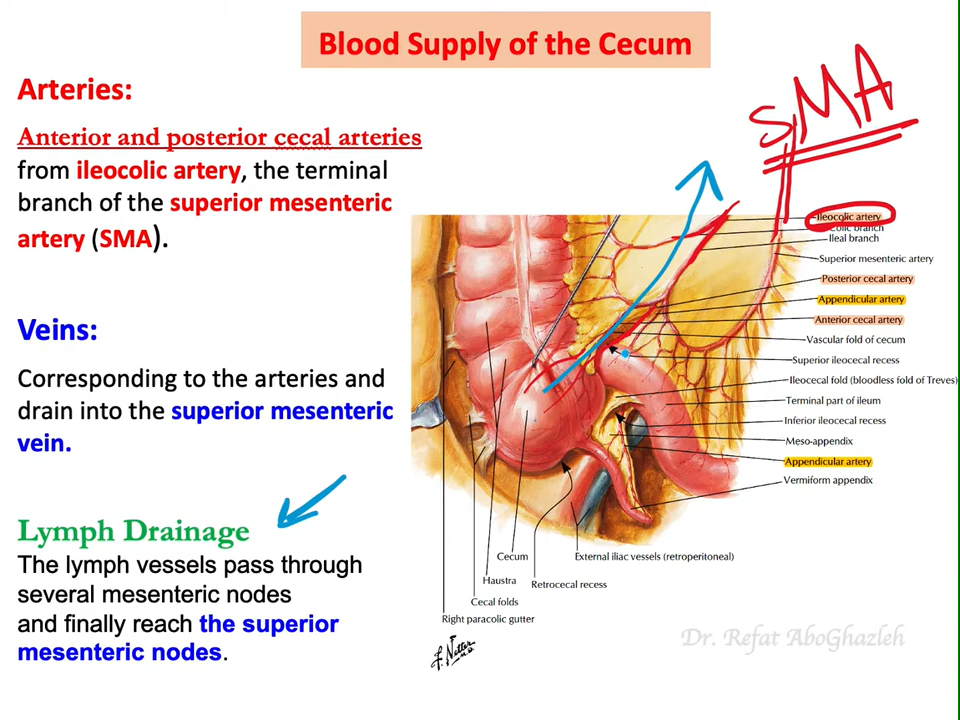 Blood Supply of the Cecum
SMA
Arteries:
Anterior and posterior cecal arteries
from ileocolic artery, the terminal
branch of the superior mesenteric
artery (SMA).
Veins:
Corresponding to the arteries and
drain into the superior mesenteric
vein.
Lymph Drainage
The lymph vessels pass through
several mesenteric nodes
and finally reach the superior
mesenteric nodes.
Ileocolic artery
Colic branch
Ileal branch
Superior mesenteric artery
Posterior cecal artery
Appendicular artery
Anterior cecal artery
Vascular fold of cecum
Superior ileocecal recess
Ileocecal fold (bloodless fold of Treves)
Terminal part of ileum
Inferior ileocecal recess
Meso-appendix
Appendicular artery
Vermiform appendix
External iliac vessels (retroperitoneal)
Cecum
Retrocecal recess
Haustra
Cecal folds
Right paracolic gutter
F. Netter M.D.
Dr. Refat AboGhazleh